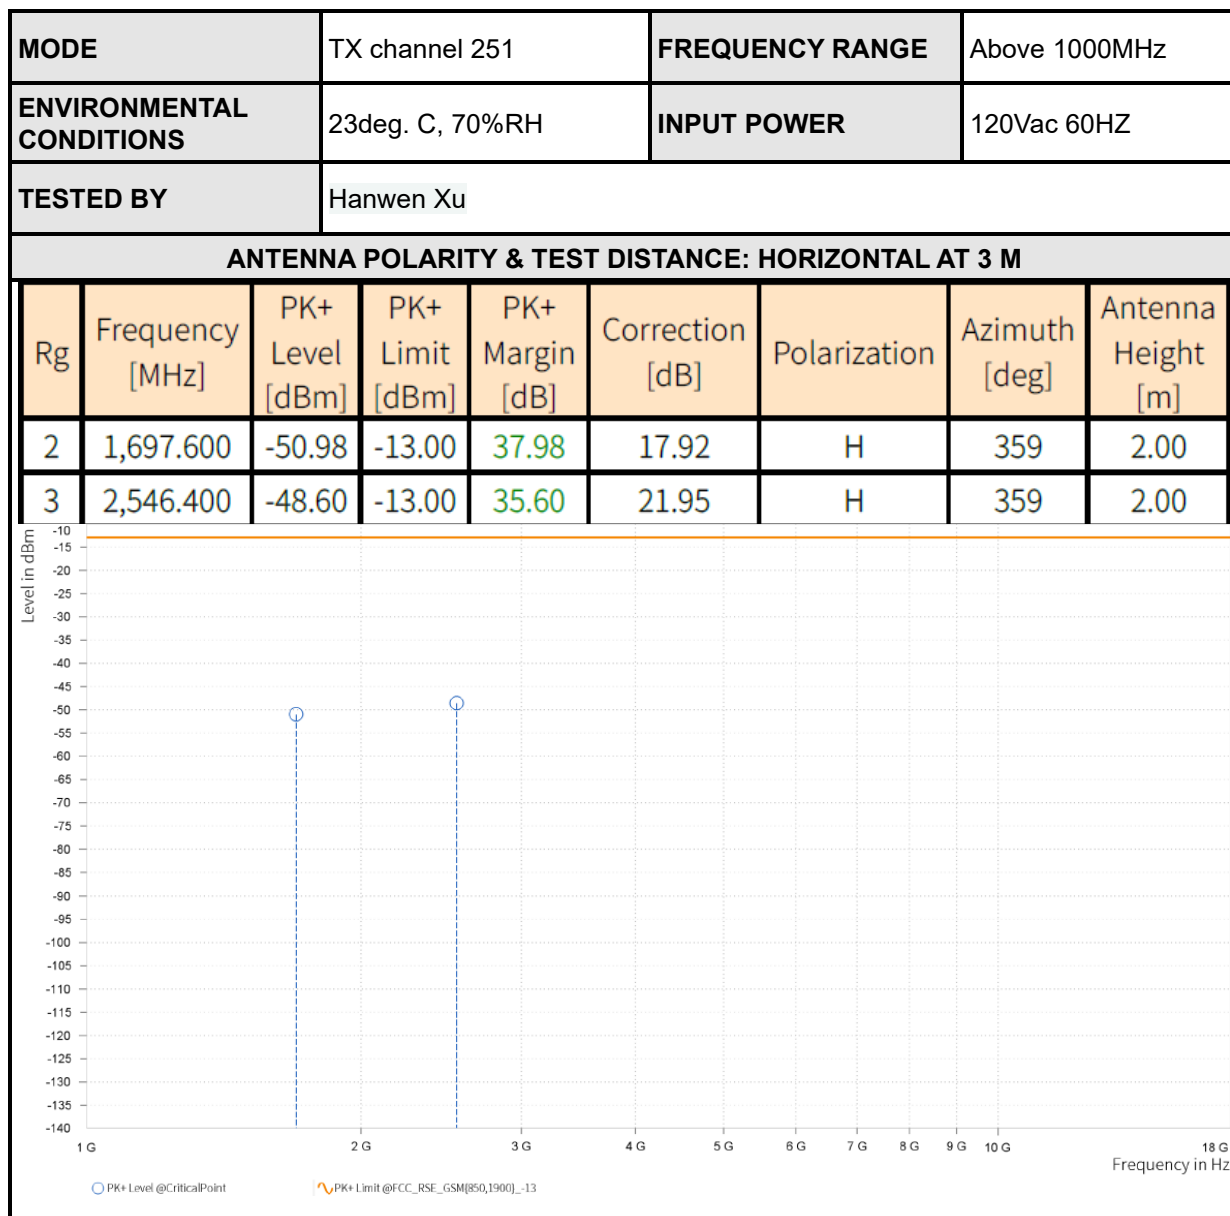 MODE TX channel 251 FREQUENCY RANGE Above 1000MHz
ENVIRONMENTAL CONDITIONS 23deg. C, 70%RH INPUT POWER 120Vac 60HZ
TESTED BY Hanwen Xu
ANTENNA POLARITY & TEST DISTANCE: HORIZONTAL AT 3 M
Rg Frequency [MHz] PK+ Level [dBm] PK+ Limit [dBm] PK+ Margin [dB] Correction [dB] Polarization Azimuth [deg] Antenna Height [m]
2 1,697.600 -50.98 -13.00 37.98 17.92 H 359 2.00
3 2,546.400 -48.60 -13.00 35.60 21.95 H 359 2.00
Level in dBm
-10
-15
-20
-25
-30
-35
-40
-45
-50
-55
-60
-65
-70
-75
-80
-85
-90
-95
-100
-105
-110
-115
-120
-125
-130
-135
-140
1 G 2 G 3 G 4 G 5 G 6 G 7 G 8 G 9 G 10 G 18 G
Frequency in Hz
PK+ Level @CriticalPoint PK+ Limit @FCC_RSE_GSM(850,1900)_-13